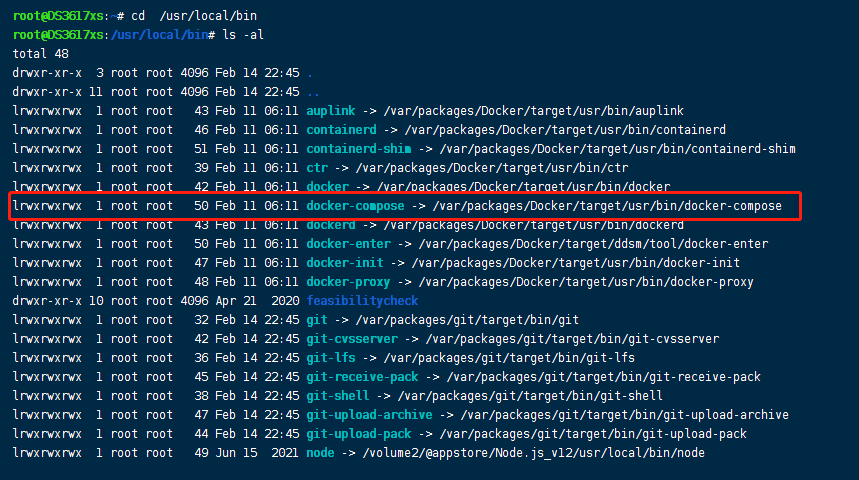 root@DS3617xs:~# cd  /usr/local/bin
root@DS3617xs:/usr/local/bin# ls -al
total 48
drwxr-xr-x  3 root root 4096 Feb 14 22:45 .
drwxr-xr-x 11 root root 4096 Feb 14 22:45 ..
lrwxrwxrwx  1 root root   43 Feb 11 06:11 auplink -> /var/packages/Docker/target/usr/bin/auplink
lrwxrwxrwx  1 root root   46 Feb 11 06:11 containerd -> /var/packages/Docker/target/usr/bin/containerd
lrwxrwxrwx  1 root root   51 Feb 11 06:11 containerd-shim -> /var/packages/Docker/target/usr/bin/containerd-shim
lrwxrwxrwx  1 root root   39 Feb 11 06:11 ctr -> /var/packages/Docker/target/usr/bin/ctr
lrwxrwxrwx  1 root root   42 Feb 11 06:11 docker -> /var/packages/Docker/target/usr/bin/docker
lrwxrwxrwx  1 root root   50 Feb 11 06:11 docker-compose -> /var/packages/Docker/target/usr/bin/docker-compose
lrwxrwxrwx  1 root root   43 Feb 11 06:11 dockerd -> /var/packages/Docker/target/usr/bin/dockerd
lrwxrwxrwx  1 root root   50 Feb 11 06:11 docker-enter -> /var/packages/Docker/target/ddsm/tool/docker-enter
lrwxrwxrwx  1 root root   47 Feb 11 06:11 docker-init -> /var/packages/Docker/target/usr/bin/docker-init
lrwxrwxrwx  1 root root   48 Feb 11 06:11 docker-proxy -> /var/packages/Docker/target/usr/bin/docker-proxy
drwxr-xr-x 10 root root 4096 Apr 21  2020 feasibilitycheck
lrwxrwxrwx  1 root root   32 Feb 14 22:45 git -> /var/packages/git/target/bin/git
lrwxrwxrwx  1 root root   42 Feb 14 22:45 git-cvsserver -> /var/packages/git/target/bin/git-cvsserver
lrwxrwxrwx  1 root root   36 Feb 14 22:45 git-lfs -> /var/packages/git/target/bin/git-lfs
lrwxrwxrwx  1 root root   45 Feb 14 22:45 git-receive-pack -> /var/packages/git/target/bin/git-receive-pack
lrwxrwxrwx  1 root root   38 Feb 14 22:45 git-shell -> /var/packages/git/target/bin/git-shell
lrwxrwxrwx  1 root root   47 Feb 14 22:45 git-upload-archive -> /var/packages/git/target/bin/git-upload-archive
lrwxrwxrwx  1 root root   44 Feb 14 22:45 git-upload-pack -> /var/packages/git/target/bin/git-upload-pack
lrwxrwxrwx  1 root root   49 Jun 15  2021 node -> /volume2/@appstore/Node.js_v12/usr/local/bin/node